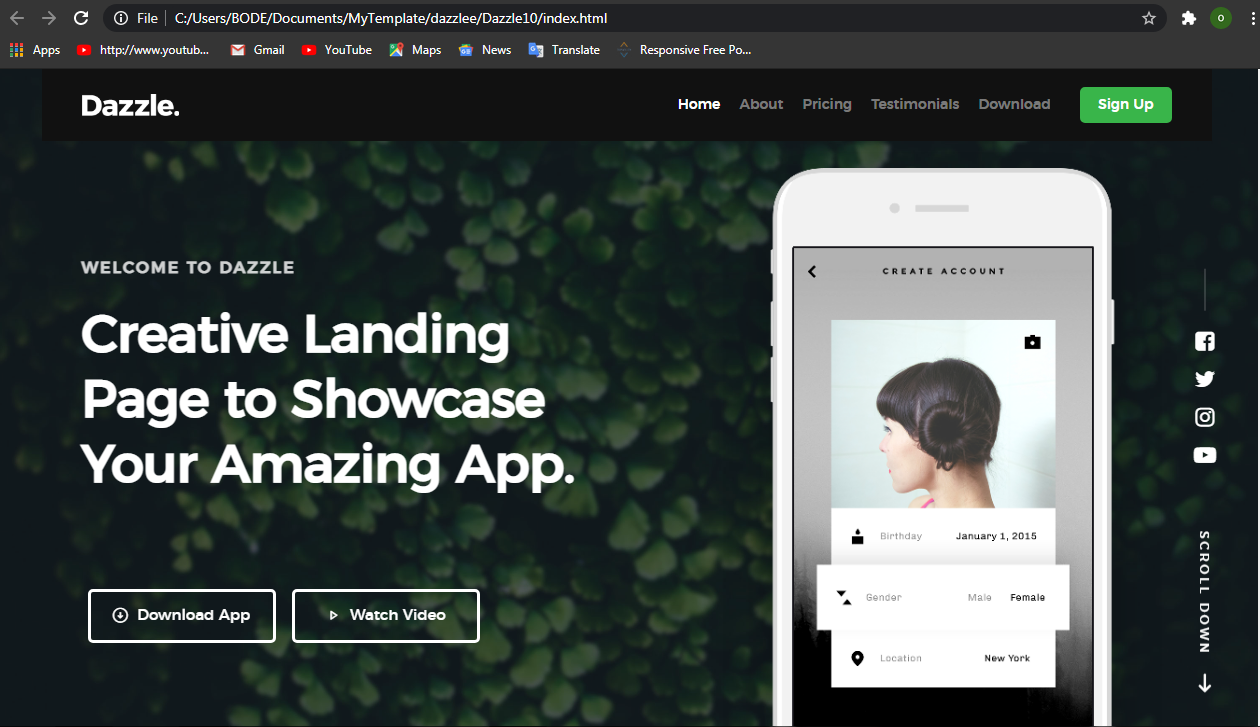 File
C:/Users/BODE/Documents/MyTemplate/dazzlee/Dazzle10/index.html
O
Apps
http://www.youtub...
Gmail
YouTube
Maps
News
Translate
Responsive Free Po...
Dazzle.
Home
About
Pricing
Testimonials
Download
Sign Up
WELCOME TO DAZZLE
Creative Landing
Page to Showcase
Your Amazing App.
Download App
Watch Video
CREATE ACCOUNT
Birthday
January 1, 2015
Gender
Male
Female
Location
New York
SCROLL DOWN